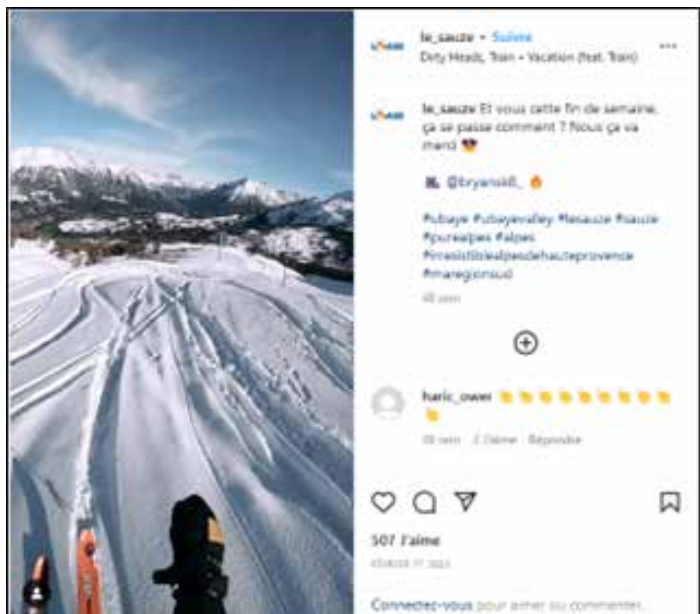 le_sauze • Suivre
Dirty Heads, Train • Vacation (feat. Train)
le_sauze Et vous cette fin de semaine,
ça se passe comment ? Nous ça va
merci
#ubaye #ubayevalley #lesauze #sauze
#purealpes #alpes
#irresistiblealpesdehauteprovence
#maregionsud
48 sem
haric_ower
J'aime Répondre
507 J'aime
Connectez-vous pour aimer ou commenter.